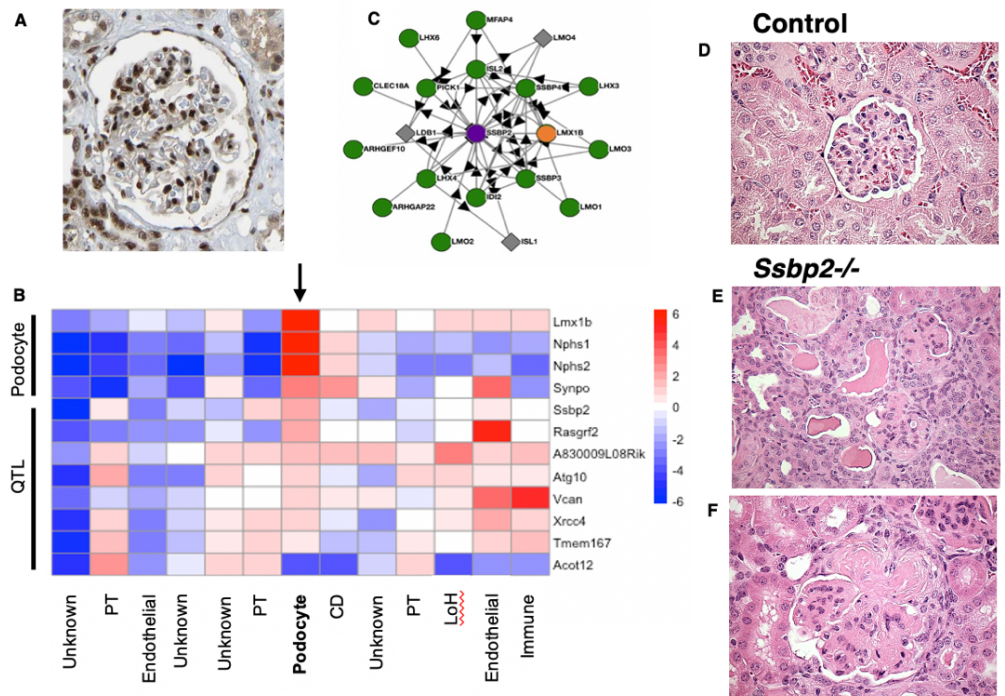 A
C
MFAP4
LHX6
LMO4
ISL2
CLEC18A
PICK1
SSBP4
LHX3
LDB1
SSBP2
LMX1B
ARHGEF10
LMO3
LHX4
SSBP3
IDI2
ARHGAP22
LMO1
LMO2
ISL1
Control
D
Ssbp2-/-
E
F
B
Podocyte
QTL
Lmx1b
Nphs1
Nphs2
Synpo
Ssbp2
Rasgrf2
A830009L08Rik
Atg10
Vcan
Xrcc4
Tmem167
Acot12
6
4
2
0
-2
-4
-6
Unknown
PT
Endothelial
Unknown
Unknown
PT
Podocyte
CD
Unknown
PT
LoH
Endothelial
Immune